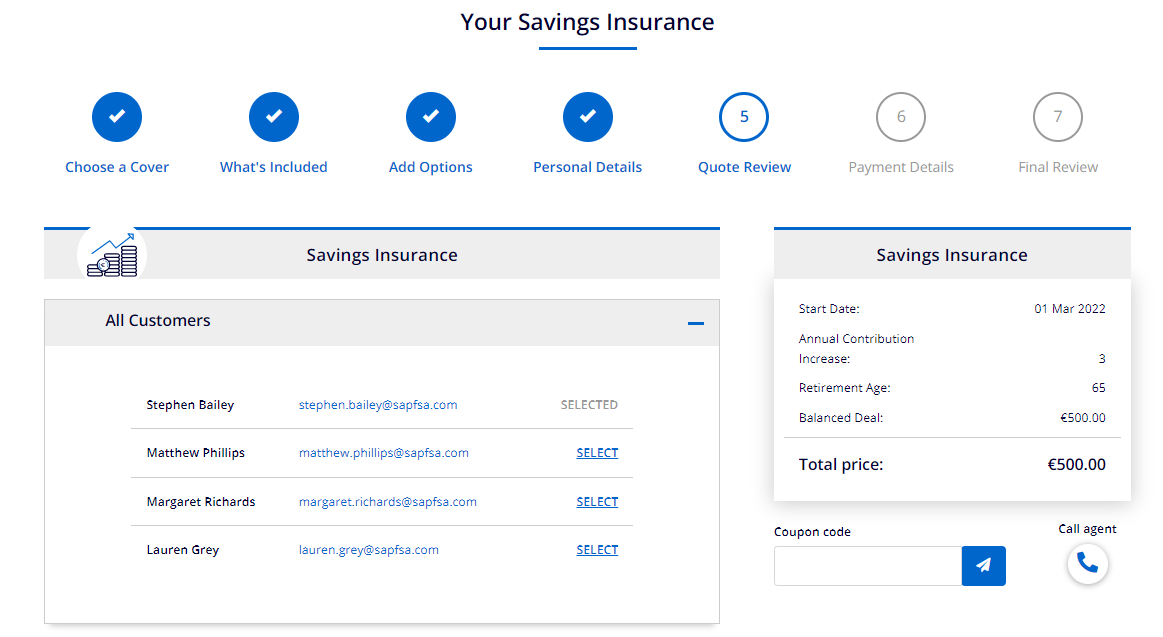 Your Savings Insurance
5
6
7
Choose a Cover
What's Included
Add Options
Personal Details
Quote Review
Payment Details
Final Review
Savings Insurance
All Customers
Stephen Bailey stephen.bailey@sapfsa.com SELECTED
Matthew Phillips matthew.phillips@sapfsa.com SELECT
Margaret Richards margaret.richards@sapfsa.com SELECT
Lauren Grey lauren.grey@sapfsa.com SELECT
Savings Insurance
Start Date: 01 Mar 2022
Annual Contribution
Increase: 3
Retirement Age: 65
Balanced Deal: €500.00
Total price: €500.00
Coupon code
Call agent